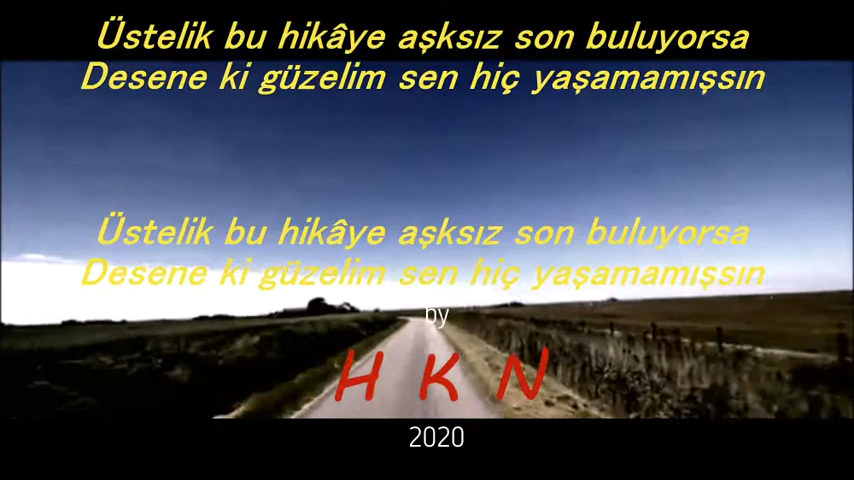 Üstelik bu hikâye aşksız son buluyorsa
Desene ki güzelim sen hiç yaşamamışsın
Üstelik bu hikâye aşksız son buluyorsa
Desene ki güzelim sen hiç yaşamamışsın
by
H K N
2020